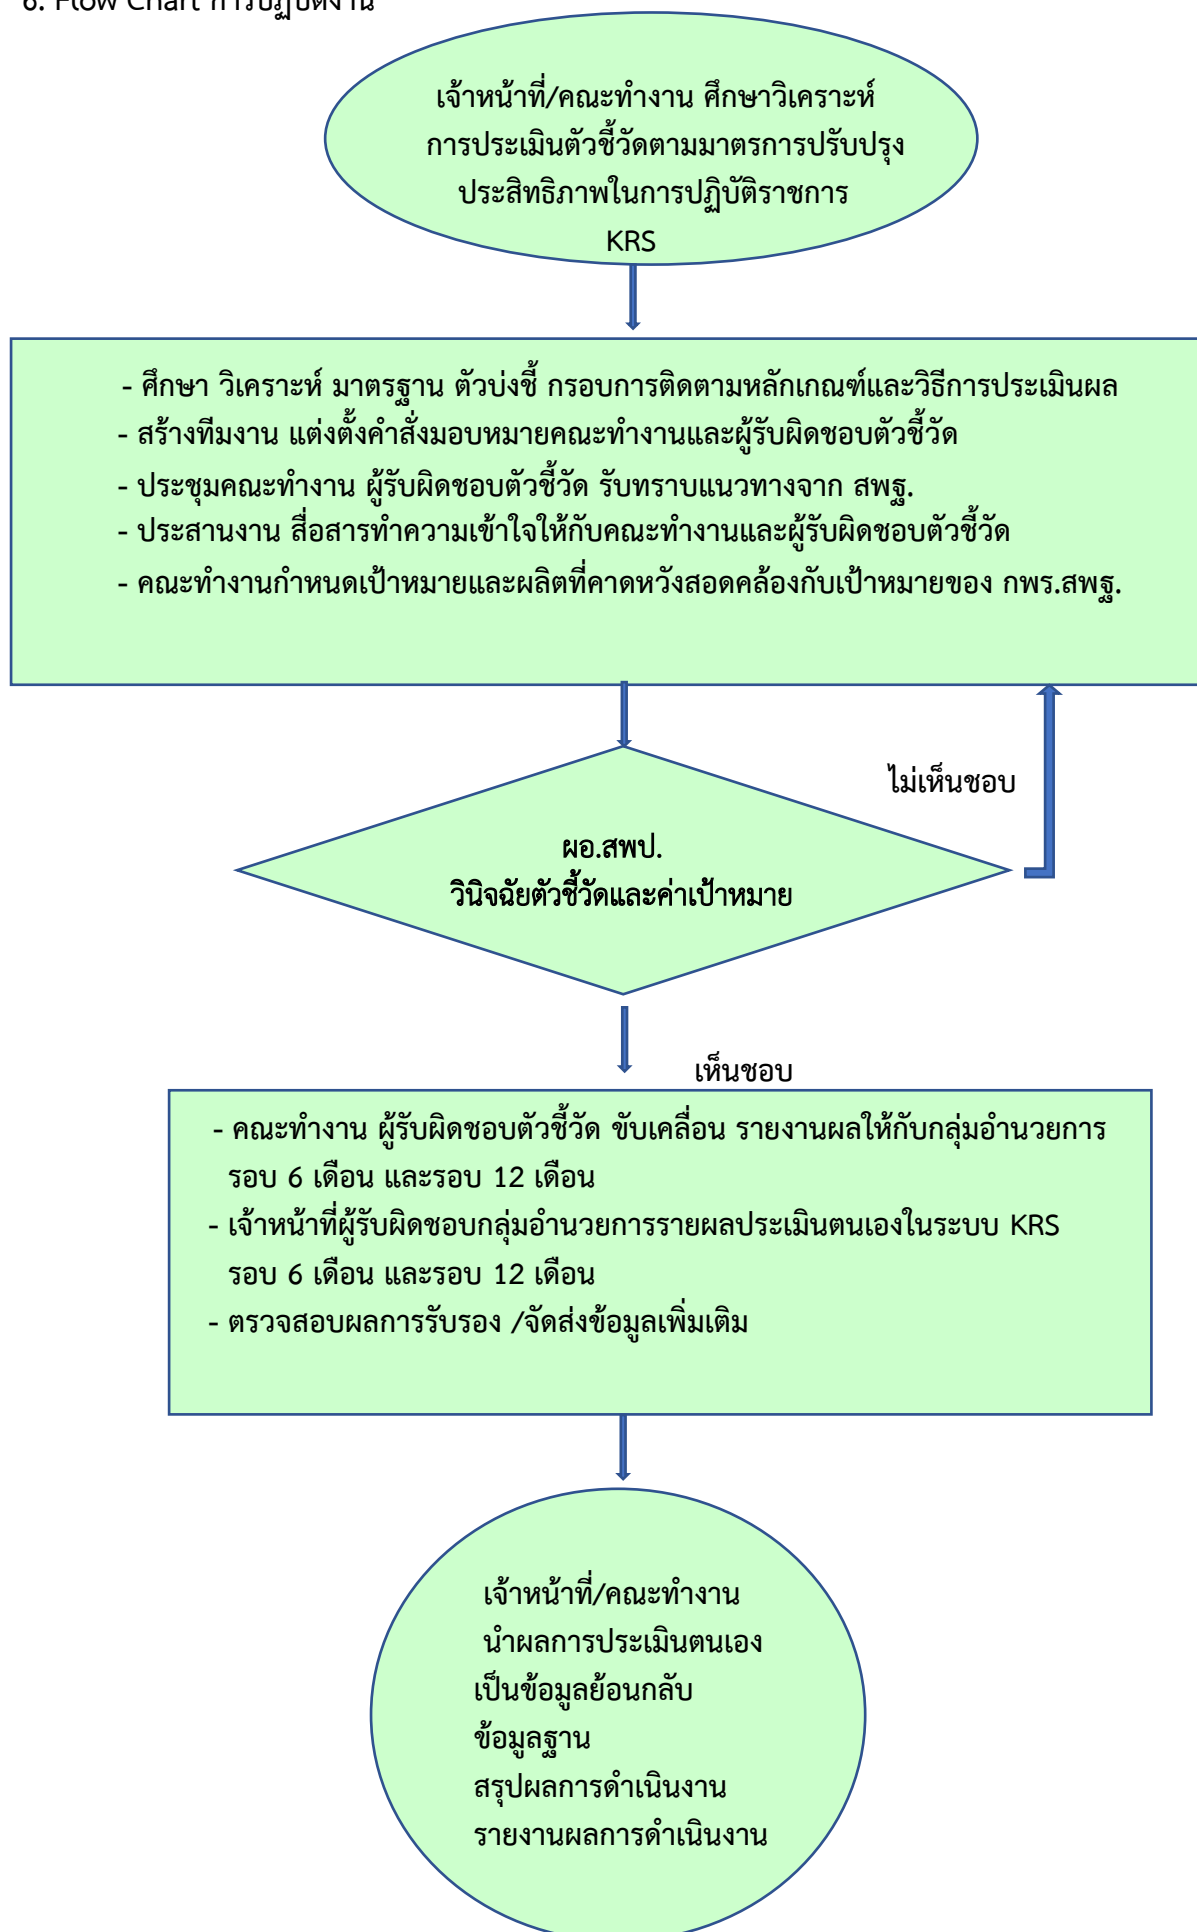 6. Flow Chart การปฏิบัติงาน
เจ้าหน้าที่/คณะทำงาน ศึกษาวิเคราะห์
การประเมินตัวชี้วัดตามมาตรการปรับปรุง
ประสิทธิภาพในการปฏิบัติราชการ
KRS
- ศึกษา วิเคราะห์ มาตรฐาน ตัวบ่งชี้ กรอบการติดตามหลักเกณฑ์และวิธีการประเมินผล
- สร้างทีมงาน แต่งตั้งคำสั่งมอบหมายคณะทำงานและผู้รับผิดชอบตัวชี้วัด
- ประชุมคณะทำงาน ผู้รับผิดชอบตัวชี้วัด รับทราบแนวทางจาก สพฐ.
- ประสานงาน สื่อสารทำความเข้าใจให้กับคณะทำงานและผู้รับผิดชอบตัวชี้วัด
- คณะทำงานกำหนดเป้าหมายและผลิตที่คาดหวังสอดคล้องกับเป้าหมายของ กพร.สพฐ.
ไม่เห็นชอบ
ผอ.สพป.
วินิจฉัยตัวชี้วัดและค่าเป้าหมาย
เห็นชอบ
- คณะทำงาน ผู้รับผิดชอบตัวชี้วัด ขับเคลื่อน รายงานผลให้กับกลุ่มอำนวยการ
รอบ 6 เดือน และรอบ 12 เดือน
- เจ้าหน้าที่ผู้รับผิดชอบกลุ่มอำนวยการรายผลประเมินตนเองในระบบ KRS
รอบ 6 เดือน และรอบ 12 เดือน
- ตรวจสอบผลการรับรอง /จัดส่งข้อมูลเพิ่มเติม
เจ้าหน้าที่/คณะทำงาน
นำผลการประเมินตนเอง
เป็นข้อมูลย้อนกลับ
ข้อมูลฐาน
สรุปผลการดำเนินงาน
รายงานผลการดำเนินงาน